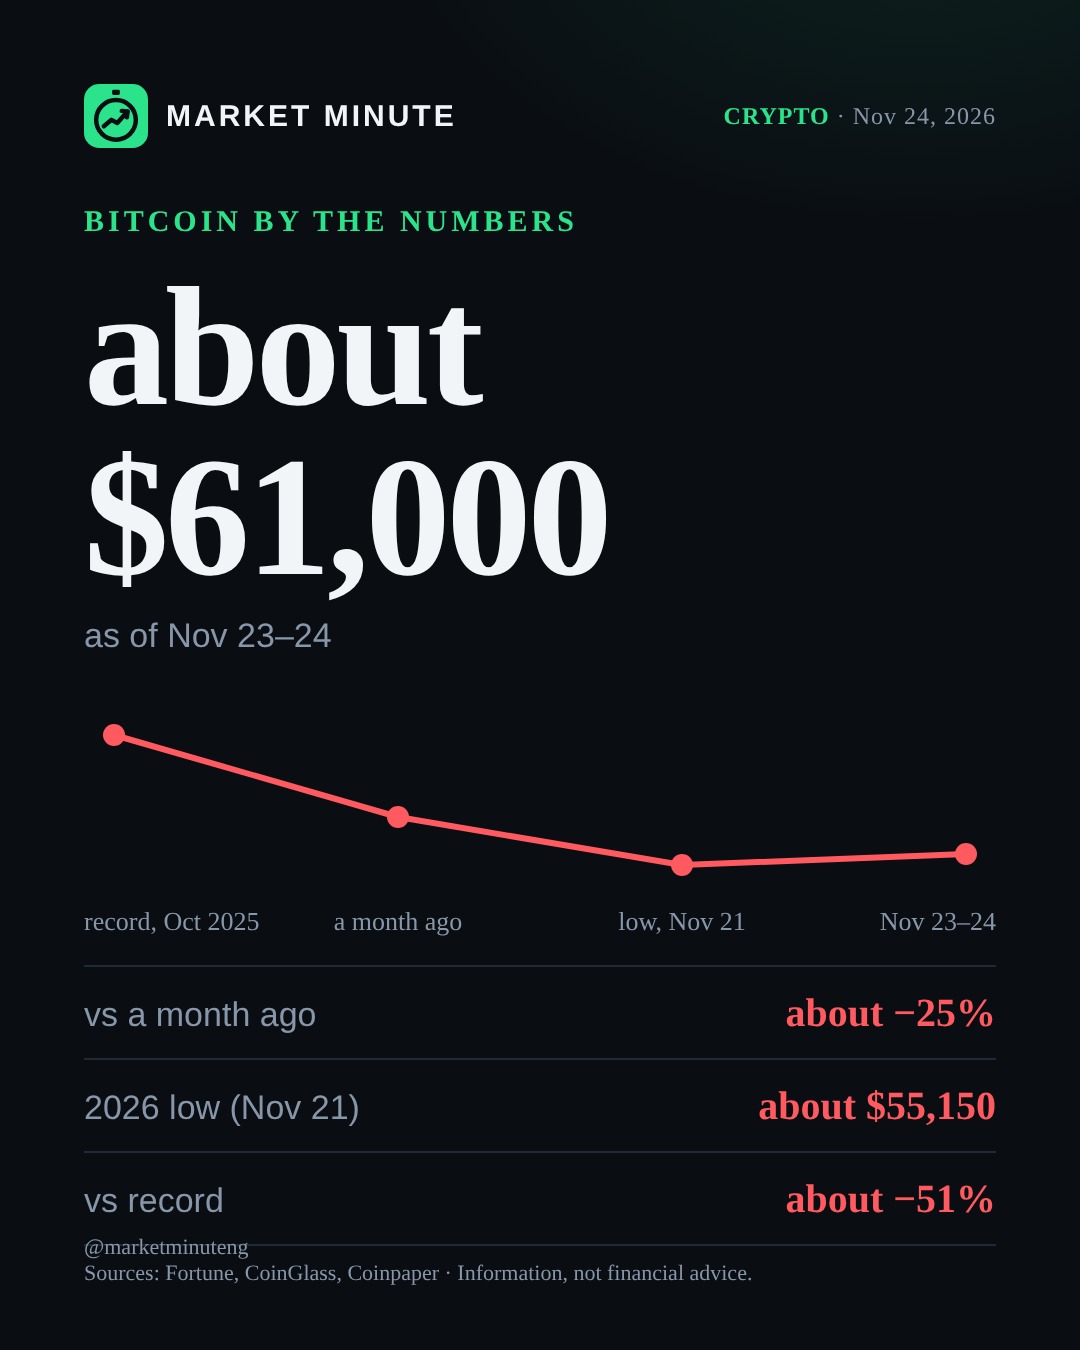 MARKET MINUTE
CRYPTO · Nov 24, 2026
BITCOIN BY THE NUMBERS
about
$61,000
as of Nov 23–24
record, Oct 2025
a month ago
low, Nov 21
Nov 23–24
vs a month ago
about −25%
2026 low (Nov 21)
about $55,150
vs record
about −51%
@marketminuteng
Sources: Fortune, CoinGlass, Coinpaper · Information, not financial advice.